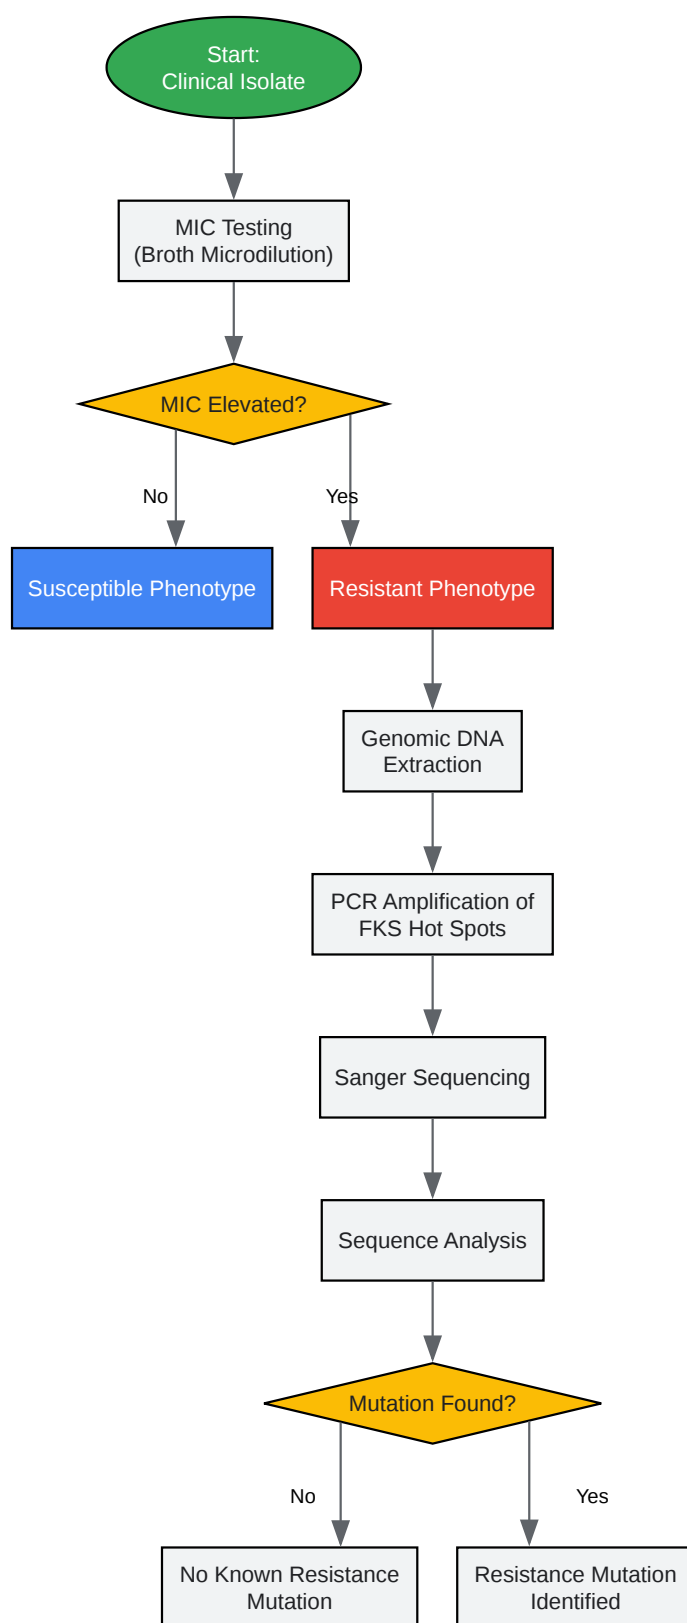 Start:
Clinical Isolate
MIC Testing
(Broth Microdilution)
MIC Elevated?
No
Yes
Susceptible Phenotype
Resistant Phenotype
Genomic DNA
Extraction
PCR Amplification of
FKS Hot Spots
Sanger Sequencing
Sequence Analysis
Mutation Found?
No
Yes
No Known Resistance
Mutation
Resistance Mutation
Identified